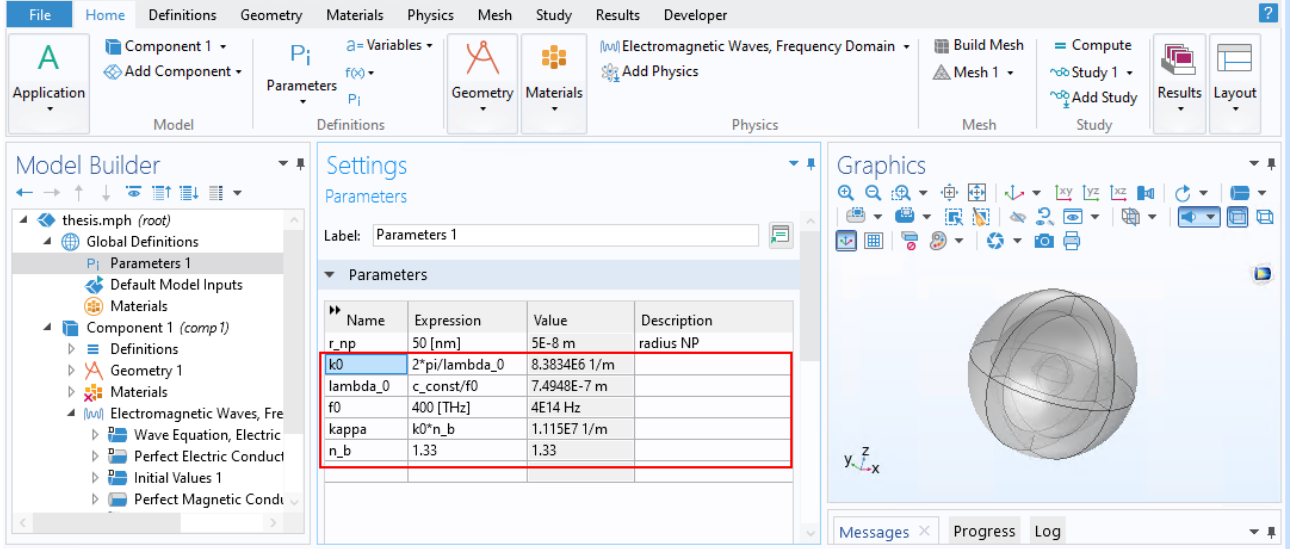 File Home Definitions Geometry Materials Physics Mesh Study Results Developer ?
A Component 1 Pi a= Variables Electromagnetic Waves, Frequency Domain Build Mesh = Compute
Add Component f(x) Add Physics Mesh 1 Study 1
Application Parameters Pi Geometry Materials Add Study Results Layout
Model Definitions Physics Mesh Study
Model Builder
thesis.mph (root)
Global Definitions
Pi Parameters 1
Default Model Inputs
Materials
Component 1 (comp1)
Definitions
Geometry 1
Materials
Electromagnetic Waves, Fre
Wave Equation, Electric
Perfect Electric Conduct
Initial Values 1
Perfect Magnetic Condu
Settings
Parameters
Label: Parameters 1
Parameters
Name Expression Value Description
r_np 50 [nm] 5E-8 m radius NP
k0 2*pi/lambda_0 8.3834E6 1/m
lambda_0 c_const/f0 7.4948E-7 m
f0 400 [THz] 4E14 Hz
kappa k0*n_b 1.115E7 1/m
n_b 1.33 1.33
Graphics
xy yz xz
z
y x
Messages Progress Log